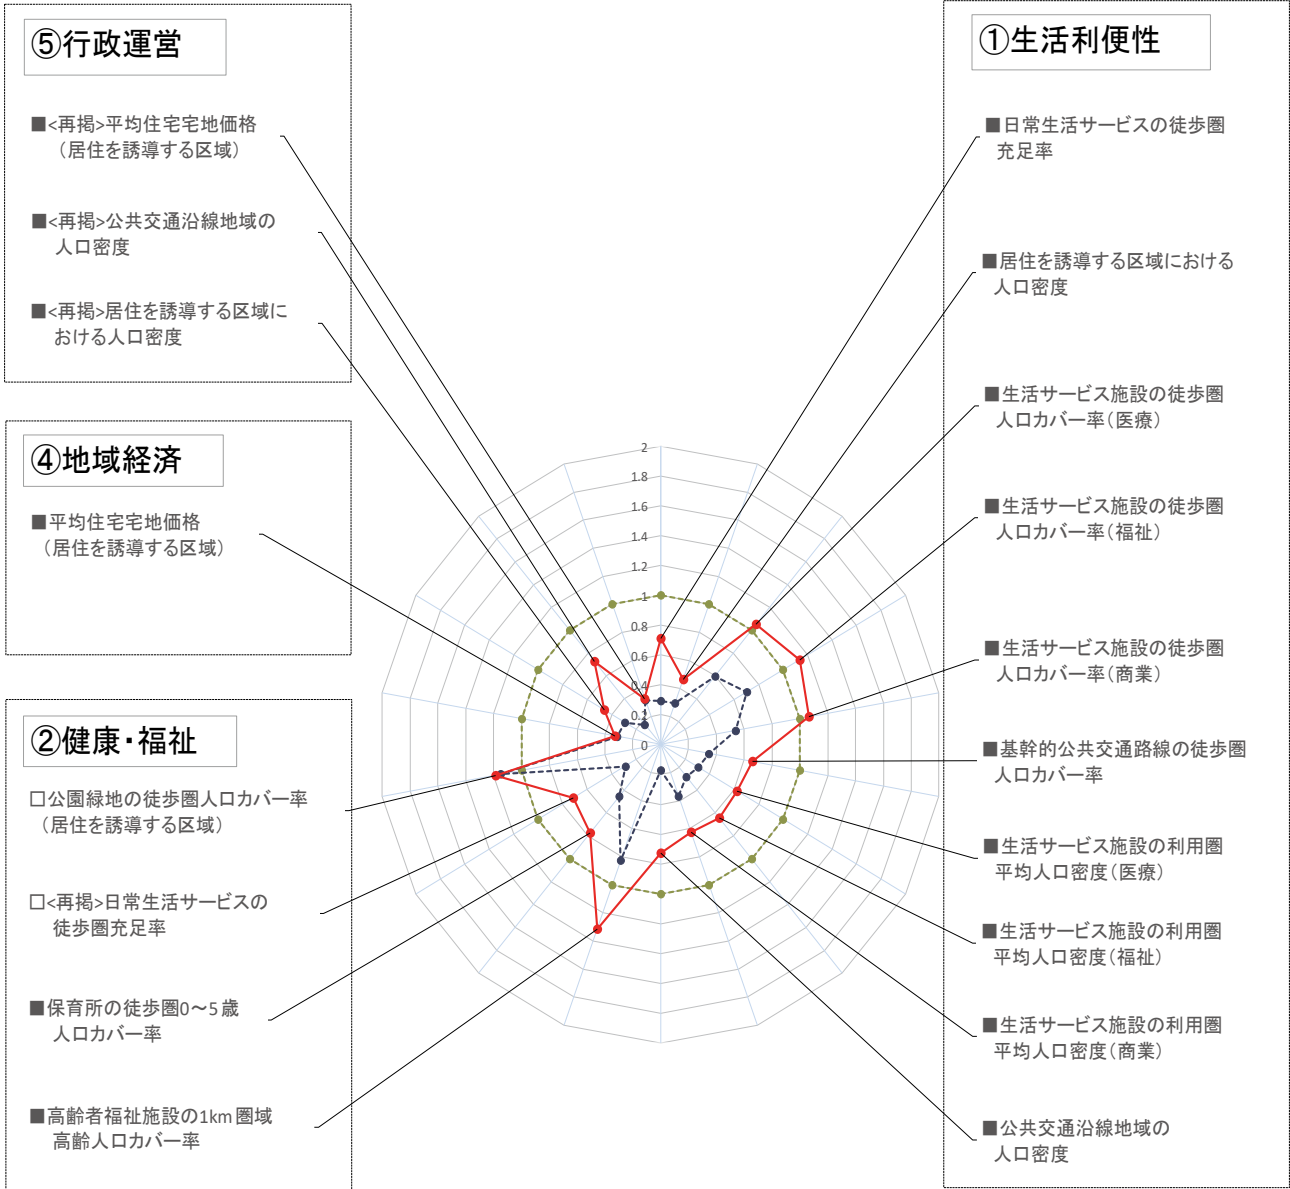 ⑤行政運営
■<再掲>平均住宅宅地価格
（居住を誘導する区域）
■<再掲>公共交通沿線地域の
人口密度
■<再掲>居住を誘導する区域に
おける人口密度
④地域経済
■平均住宅宅地価格
（居住を誘導する区域）
②健康・福祉
□公園緑地の徒歩圏人口カバー率
（居住を誘導する区域）
□<再掲>日常生活サービスの
徒歩圏充足率
■保育所の徒歩圏0～5歳
人口カバー率
■高齢者福祉施設の1km圏域
高齢人口カバー率
2
1.8
1.6
1.4
1.2
1
0.8
0.6
0.4
0.2
0
①生活利便性
■日常生活サービスの徒歩圏
充足率
■居住を誘導する区域における
人口密度
■生活サービス施設の徒歩圏
人口カバー率(医療)
■生活サービス施設の徒歩圏
人口カバー率(福祉)
■生活サービス施設の徒歩圏
人口カバー率(商業)
■基幹的公共交通路線の徒歩圏
人口カバー率
■生活サービス施設の利用圏
平均人口密度(医療)
■生活サービス施設の利用圏
平均人口密度(福祉)
■生活サービス施設の利用圏
平均人口密度(商業)
■公共交通沿線地域の
人口密度